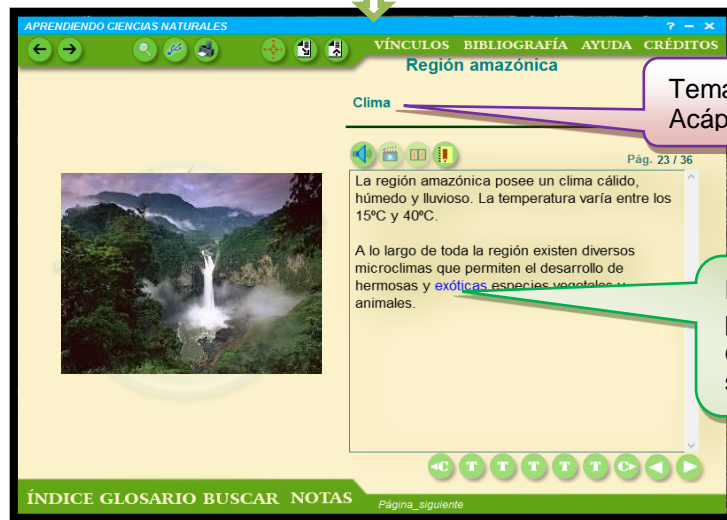 APRENDIENDO CIENCIAS NATURALES
? – X
VÍNCULOS BIBLIOGRAFÍA AYUDA CRÉDITOS
Región amazónica
Clima
Pág. 23 / 36
La región amazónica posee un clima cálido,
húmedo y lluvioso. La temperatura varía entre los
15ºC y 40ºC.
A lo largo de toda la región existen diversos
microclimas que permiten el desarrollo de
hermosas y exóticas especies vegetales y
animales.
C T T T T T C
ÍNDICE GLOSARIO BUSCAR NOTAS
Página_siguiente